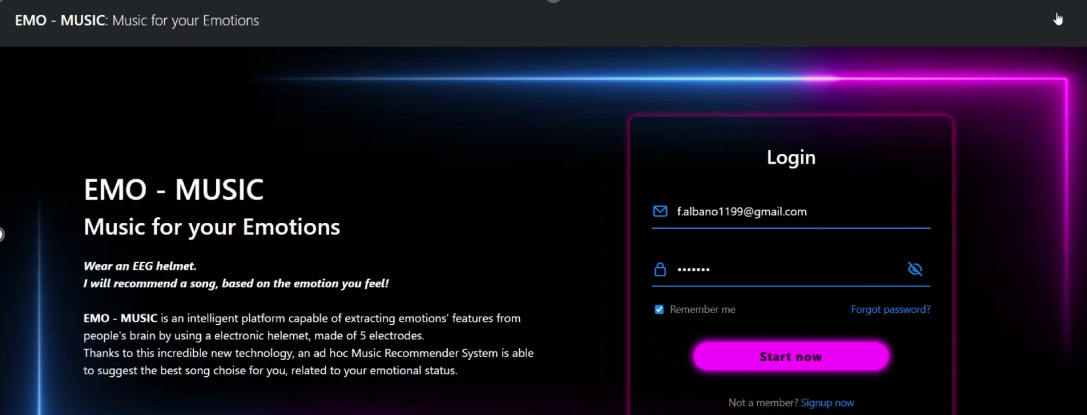 EMO - MUSIC: Music for your Emotions
EMO - MUSIC
Music for your Emotions
Wear an EEG helmet.
I will recommend a song, based on the emotion you feel!
EMO - MUSIC is an intelligent platform capable of extracting emotions' features from
people's brain by using a electronic helemet, made of 5 electrodes.
Thanks to this incredible new technology, an ad hoc Music Recommender System is able
to suggest the best song choise for you, related to your emotional status.
Login
f.albano1199@gmail.com
•••••••
Remember me
Forgot password?
Start now
Not a member? Signup now